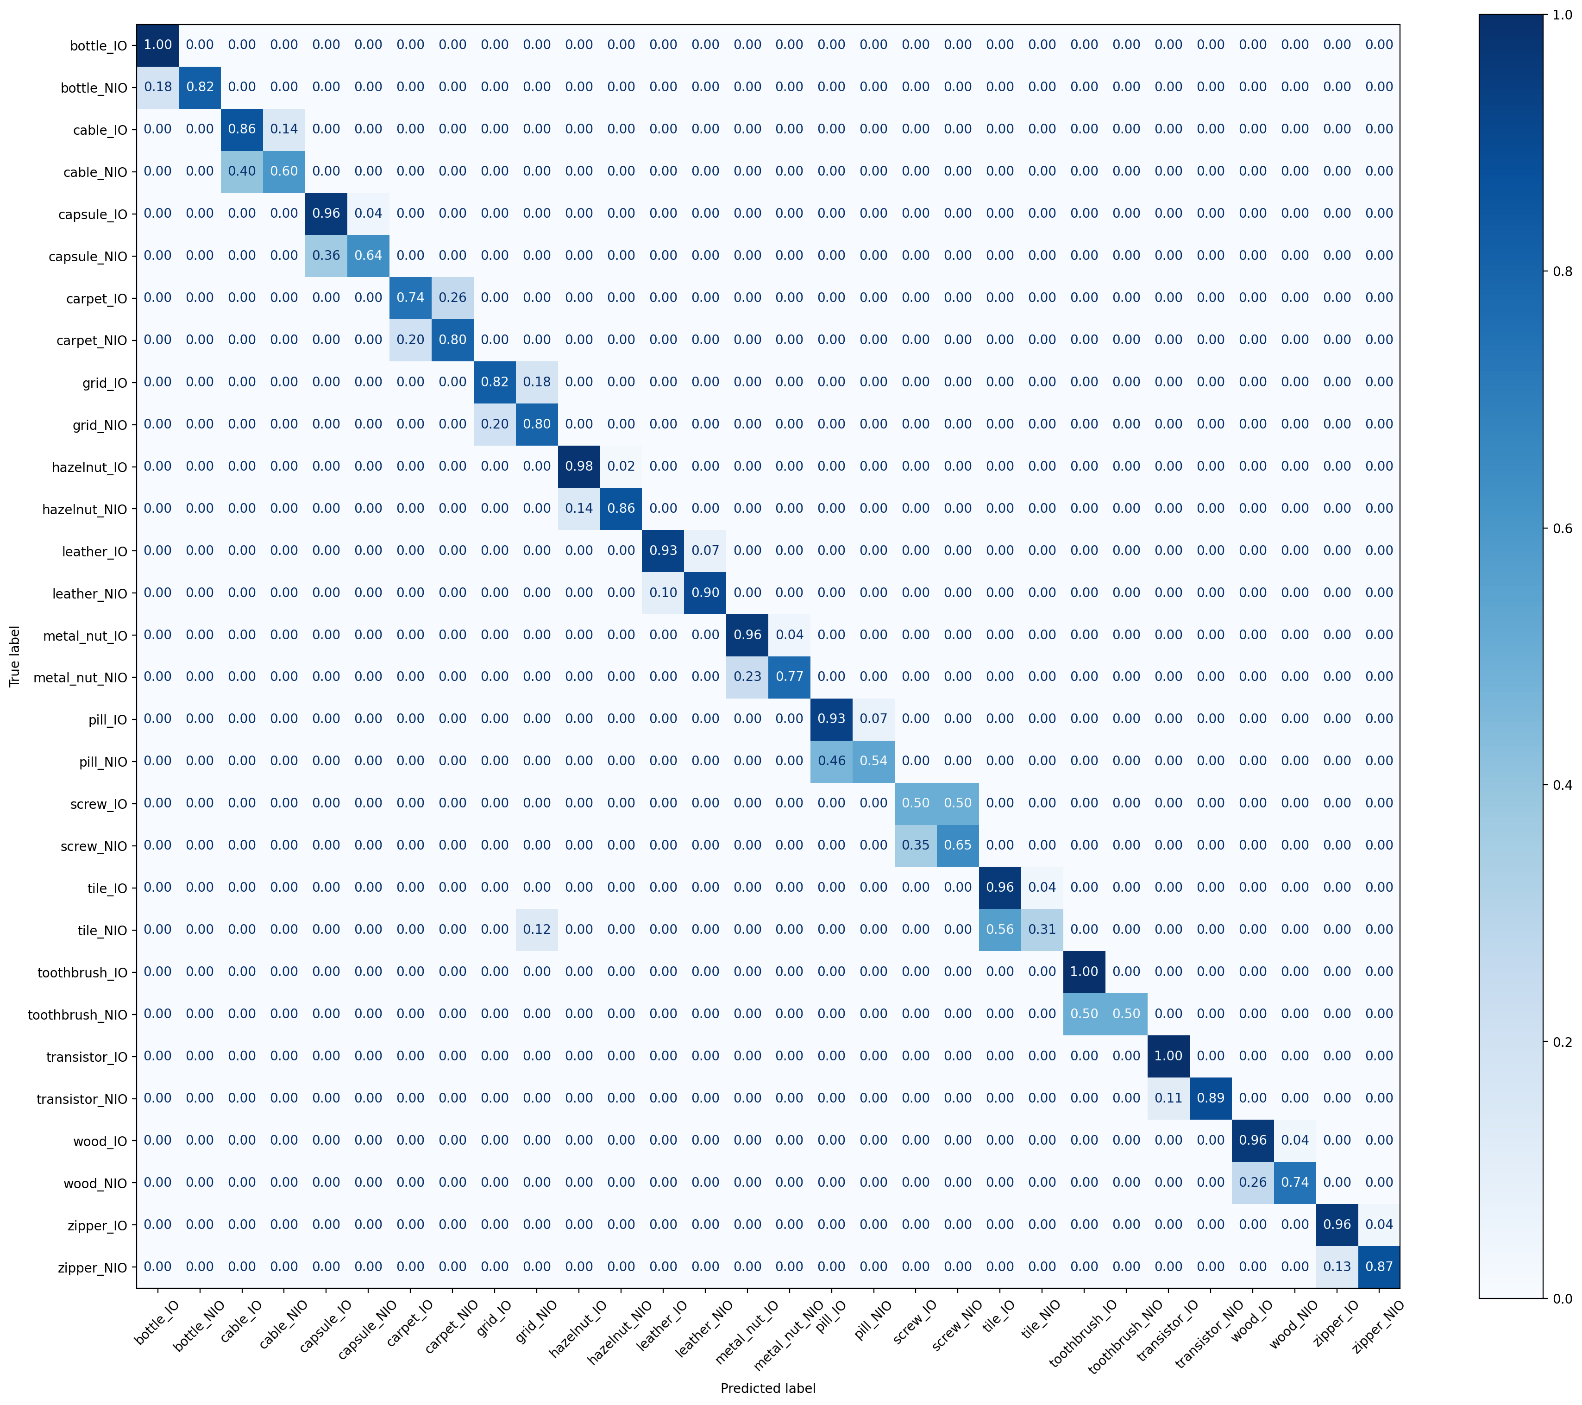 bottle_IO 1.00 0.00 0.00 0.00 0.00 0.00 0.00 0.00 0.00 0.00 0.00 0.00 0.00 0.00 0.00 0.00 0.00 0.00 0.00 0.00 0.00 0.00 0.00 0.00 0.00 0.00 0.00 0.00 0.00 0.00
bottle_NIO 0.18 0.82 0.00 0.00 0.00 0.00 0.00 0.00 0.00 0.00 0.00 0.00 0.00 0.00 0.00 0.00 0.00 0.00 0.00 0.00 0.00 0.00 0.00 0.00 0.00 0.00 0.00 0.00 0.00 0.00
cable_IO 0.00 0.00 0.86 0.14 0.00 0.00 0.00 0.00 0.00 0.00 0.00 0.00 0.00 0.00 0.00 0.00 0.00 0.00 0.00 0.00 0.00 0.00 0.00 0.00 0.00 0.00 0.00 0.00 0.00 0.00
cable_NIO 0.00 0.00 0.40 0.60 0.00 0.00 0.00 0.00 0.00 0.00 0.00 0.00 0.00 0.00 0.00 0.00 0.00 0.00 0.00 0.00 0.00 0.00 0.00 0.00 0.00 0.00 0.00 0.00 0.00 0.00
capsule_IO 0.00 0.00 0.00 0.00 0.96 0.04 0.00 0.00 0.00 0.00 0.00 0.00 0.00 0.00 0.00 0.00 0.00 0.00 0.00 0.00 0.00 0.00 0.00 0.00 0.00 0.00 0.00 0.00 0.00 0.00
capsule_NIO 0.00 0.00 0.00 0.00 0.36 0.64 0.00 0.00 0.00 0.00 0.00 0.00 0.00 0.00 0.00 0.00 0.00 0.00 0.00 0.00 0.00 0.00 0.00 0.00 0.00 0.00 0.00 0.00 0.00 0.00
carpet_IO 0.00 0.00 0.00 0.00 0.00 0.00 0.74 0.26 0.00 0.00 0.00 0.00 0.00 0.00 0.00 0.00 0.00 0.00 0.00 0.00 0.00 0.00 0.00 0.00 0.00 0.00 0.00 0.00 0.00 0.00
carpet_NIO 0.00 0.00 0.00 0.00 0.00 0.00 0.20 0.80 0.00 0.00 0.00 0.00 0.00 0.00 0.00 0.00 0.00 0.00 0.00 0.00 0.00 0.00 0.00 0.00 0.00 0.00 0.00 0.00 0.00 0.00
grid_IO 0.00 0.00 0.00 0.00 0.00 0.00 0.00 0.00 0.82 0.18 0.00 0.00 0.00 0.00 0.00 0.00 0.00 0.00 0.00 0.00 0.00 0.00 0.00 0.00 0.00 0.00 0.00 0.00 0.00 0.00
grid_NIO 0.00 0.00 0.00 0.00 0.00 0.00 0.00 0.00 0.20 0.80 0.00 0.00 0.00 0.00 0.00 0.00 0.00 0.00 0.00 0.00 0.00 0.00 0.00 0.00 0.00 0.00 0.00 0.00 0.00 0.00
hazelnut_IO 0.00 0.00 0.00 0.00 0.00 0.00 0.00 0.00 0.00 0.00 0.98 0.02 0.00 0.00 0.00 0.00 0.00 0.00 0.00 0.00 0.00 0.00 0.00 0.00 0.00 0.00 0.00 0.00 0.00 0.00
hazelnut_NIO 0.00 0.00 0.00 0.00 0.00 0.00 0.00 0.00 0.00 0.00 0.14 0.86 0.00 0.00 0.00 0.00 0.00 0.00 0.00 0.00 0.00 0.00 0.00 0.00 0.00 0.00 0.00 0.00 0.00 0.00
leather_IO 0.00 0.00 0.00 0.00 0.00 0.00 0.00 0.00 0.00 0.00 0.00 0.00 0.93 0.07 0.00 0.00 0.00 0.00 0.00 0.00 0.00 0.00 0.00 0.00 0.00 0.00 0.00 0.00 0.00 0.00
leather_NIO 0.00 0.00 0.00 0.00 0.00 0.00 0.00 0.00 0.00 0.00 0.00 0.00 0.10 0.90 0.00 0.00 0.00 0.00 0.00 0.00 0.00 0.00 0.00 0.00 0.00 0.00 0.00 0.00 0.00 0.00
metal_nut_IO 0.00 0.00 0.00 0.00 0.00 0.00 0.00 0.00 0.00 0.00 0.00 0.00 0.00 0.00 0.96 0.04 0.00 0.00 0.00 0.00 0.00 0.00 0.00 0.00 0.00 0.00 0.00 0.00 0.00 0.00
metal_nut_NIO 0.00 0.00 0.00 0.00 0.00 0.00 0.00 0.00 0.00 0.00 0.00 0.00 0.00 0.00 0.23 0.77 0.00 0.00 0.00 0.00 0.00 0.00 0.00 0.00 0.00 0.00 0.00 0.00 0.00 0.00
pill_IO 0.00 0.00 0.00 0.00 0.00 0.00 0.00 0.00 0.00 0.00 0.00 0.00 0.00 0.00 0.00 0.00 0.93 0.07 0.00 0.00 0.00 0.00 0.00 0.00 0.00 0.00 0.00 0.00 0.00 0.00
pill_NIO 0.00 0.00 0.00 0.00 0.00 0.00 0.00 0.00 0.00 0.00 0.00 0.00 0.00 0.00 0.00 0.00 0.46 0.54 0.00 0.00 0.00 0.00 0.00 0.00 0.00 0.00 0.00 0.00 0.00 0.00
screw_IO 0.00 0.00 0.00 0.00 0.00 0.00 0.00 0.00 0.00 0.00 0.00 0.00 0.00 0.00 0.00 0.00 0.00 0.00 0.50 0.50 0.00 0.00 0.00 0.00 0.00 0.00 0.00 0.00 0.00 0.00
screw_NIO 0.00 0.00 0.00 0.00 0.00 0.00 0.00 0.00 0.00 0.00 0.00 0.00 0.00 0.00 0.00 0.00 0.00 0.00 0.35 0.65 0.00 0.00 0.00 0.00 0.00 0.00 0.00 0.00 0.00 0.00
tile_IO 0.00 0.00 0.00 0.00 0.00 0.00 0.00 0.00 0.00 0.00 0.00 0.00 0.00 0.00 0.00 0.00 0.00 0.00 0.00 0.00 0.96 0.04 0.00 0.00 0.00 0.00 0.00 0.00 0.00 0.00
tile_NIO 0.00 0.00 0.00 0.00 0.00 0.00 0.00 0.00 0.00 0.12 0.00 0.00 0.00 0.00 0.00 0.00 0.00 0.00 0.00 0.00 0.56 0.31 0.00 0.00 0.00 0.00 0.00 0.00 0.00 0.00
toothbrush_IO 0.00 0.00 0.00 0.00 0.00 0.00 0.00 0.00 0.00 0.00 0.00 0.00 0.00 0.00 0.00 0.00 0.00 0.00 0.00 0.00 0.00 0.00 1.00 0.00 0.00 0.00 0.00 0.00 0.00 0.00
toothbrush_NIO 0.00 0.00 0.00 0.00 0.00 0.00 0.00 0.00 0.00 0.00 0.00 0.00 0.00 0.00 0.00 0.00 0.00 0.00 0.00 0.00 0.00 0.00 0.50 0.50 0.00 0.00 0.00 0.00 0.00 0.00
transistor_IO 0.00 0.00 0.00 0.00 0.00 0.00 0.00 0.00 0.00 0.00 0.00 0.00 0.00 0.00 0.00 0.00 0.00 0.00 0.00 0.00 0.00 0.00 0.00 0.00 1.00 0.00 0.00 0.00 0.00 0.00
transistor_NIO 0.00 0.00 0.00 0.00 0.00 0.00 0.00 0.00 0.00 0.00 0.00 0.00 0.00 0.00 0.00 0.00 0.00 0.00 0.00 0.00 0.00 0.00 0.00 0.00 0.11 0.89 0.00 0.00 0.00 0.00
wood_IO 0.00 0.00 0.00 0.00 0.00 0.00 0.00 0.00 0.00 0.00 0.00 0.00 0.00 0.00 0.00 0.00 0.00 0.00 0.00 0.00 0.00 0.00 0.00 0.00 0.00 0.00 0.96 0.04 0.00 0.00
wood_NIO 0.00 0.00 0.00 0.00 0.00 0.00 0.00 0.00 0.00 0.00 0.00 0.00 0.00 0.00 0.00 0.00 0.00 0.00 0.00 0.00 0.00 0.00 0.00 0.00 0.00 0.00 0.26 0.74 0.00 0.00
zipper_IO 0.00 0.00 0.00 0.00 0.00 0.00 0.00 0.00 0.00 0.00 0.00 0.00 0.00 0.00 0.00 0.00 0.00 0.00 0.00 0.00 0.00 0.00 0.00 0.00 0.00 0.00 0.00 0.00 0.96 0.04
zipper_NIO 0.00 0.00 0.00 0.00 0.00 0.00 0.00 0.00 0.00 0.00 0.00 0.00 0.00 0.00 0.00 0.00 0.00 0.00 0.00 0.00 0.00 0.00 0.00 0.00 0.00 0.00 0.00 0.00 0.13 0.87
True label
bottle_IO bottle_NIO cable_IO cable_NIO capsule_IO capsule_NIO carpet_IO carpet_NIO grid_IO grid_NIO hazelnut_IO hazelnut_NIO leather_IO leather_NIO metal_nut_IO metal_nut_NIO pill_IO pill_NIO screw_IO screw_NIO tile_IO tile_NIO toothbrush_IO toothbrush_NIO transistor_IO transistor_NIO wood_IO wood_NIO zipper_IO zipper_NIO
Predicted label
1.0
0.8
0.6
0.4
0.2
0.0